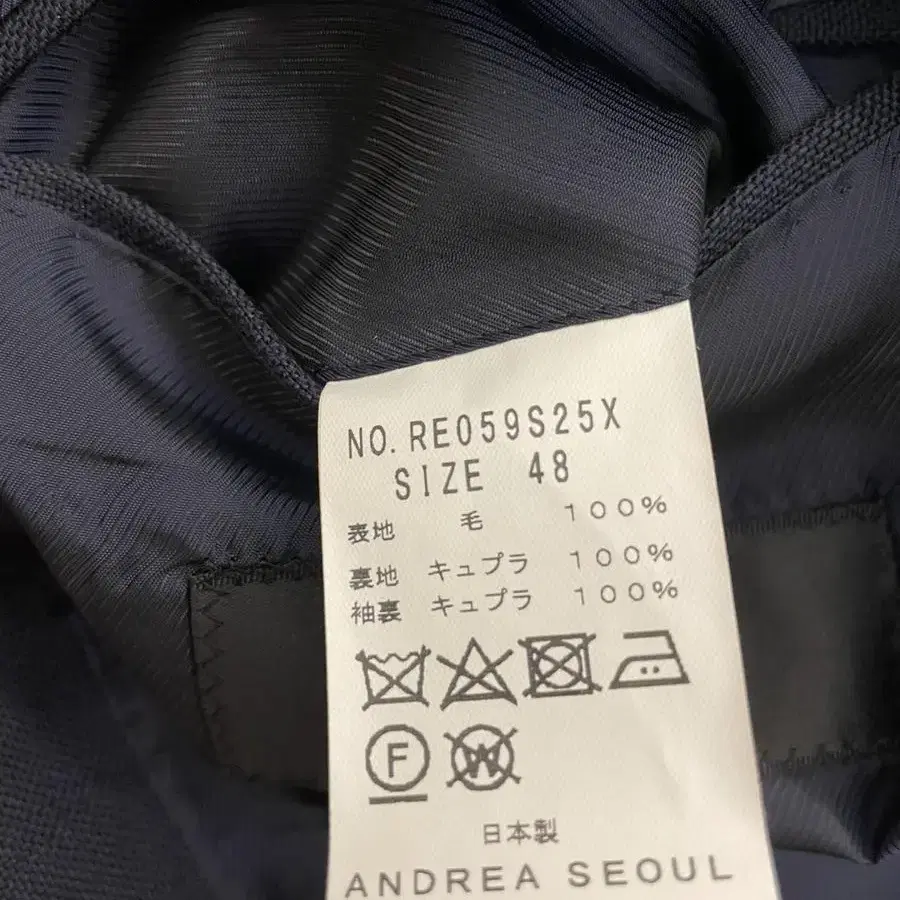 NO. RE059S25X
SIZE 48
表地 毛 100%
裏地 キュプラ 100%
袖裏 キュプラ 100%
F W
日本製
ANDREA SEOUL